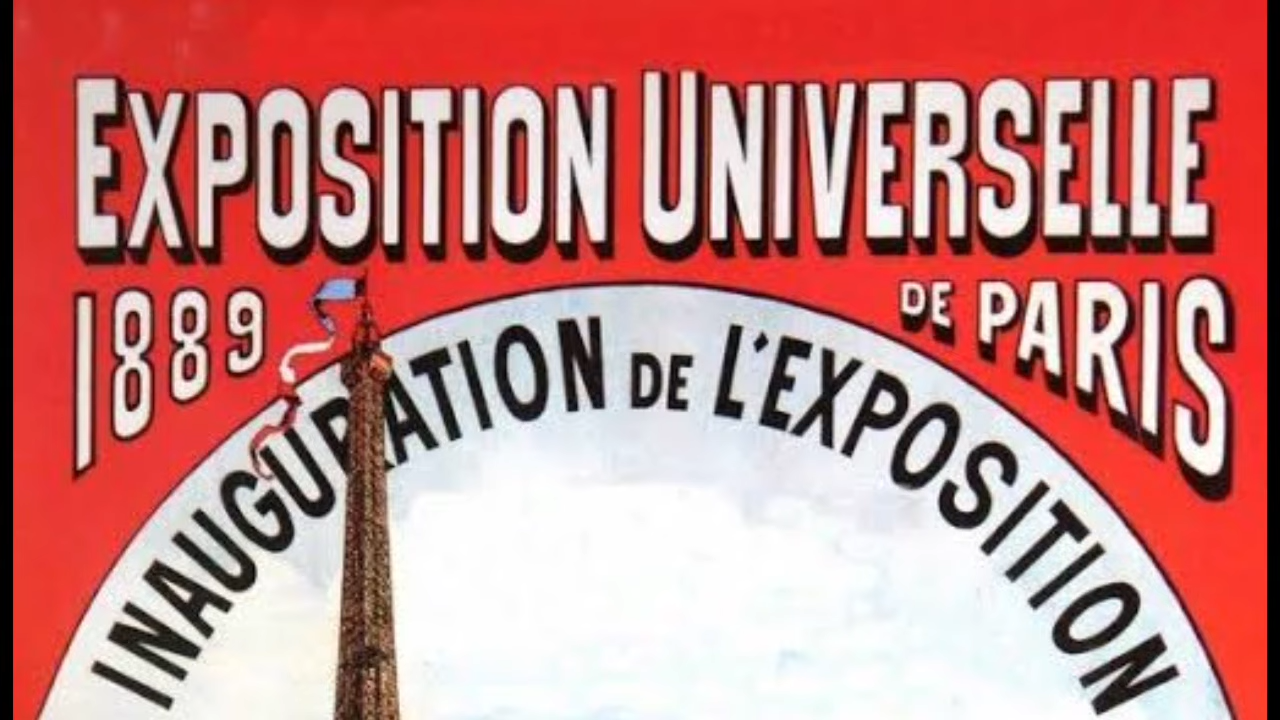 EXPOSITION UNIVERSELLE
1889
DE PARIS
INAUGURATION DE L'EXPOSITION